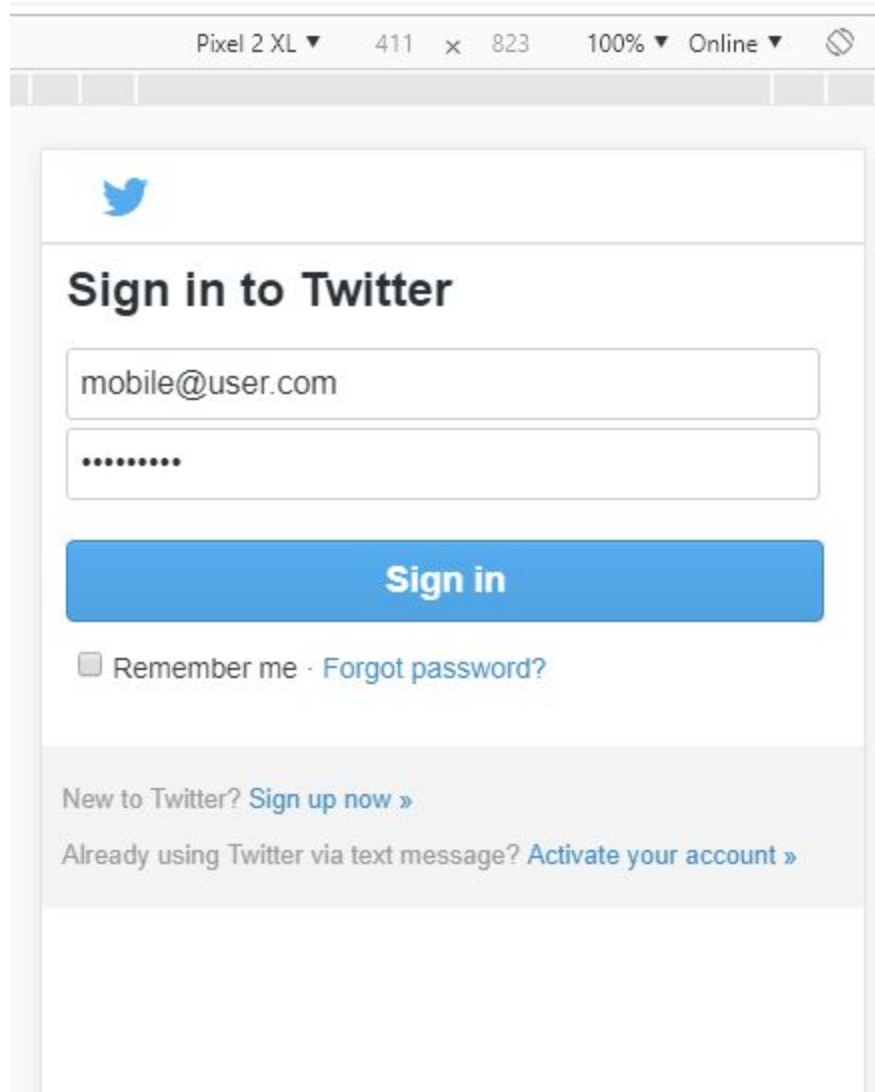 Pixel 2 XL ▼ 411 × 823 100% ▼ Online ▼
Sign in to Twitter
mobile@user.com
•••••••••
Sign in
Remember me · Forgot password?
New to Twitter? Sign up now »
Already using Twitter via text message? Activate your account »